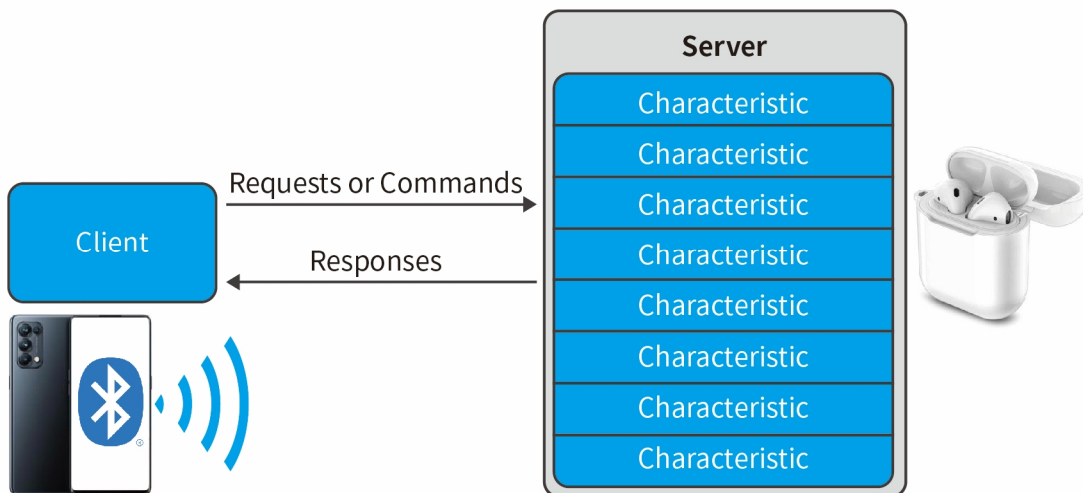 Server
Characteristic
Characteristic
Characteristic
Characteristic
Characteristic
Characteristic
Characteristic
Characteristic
Client
Requests or Commands
Responses